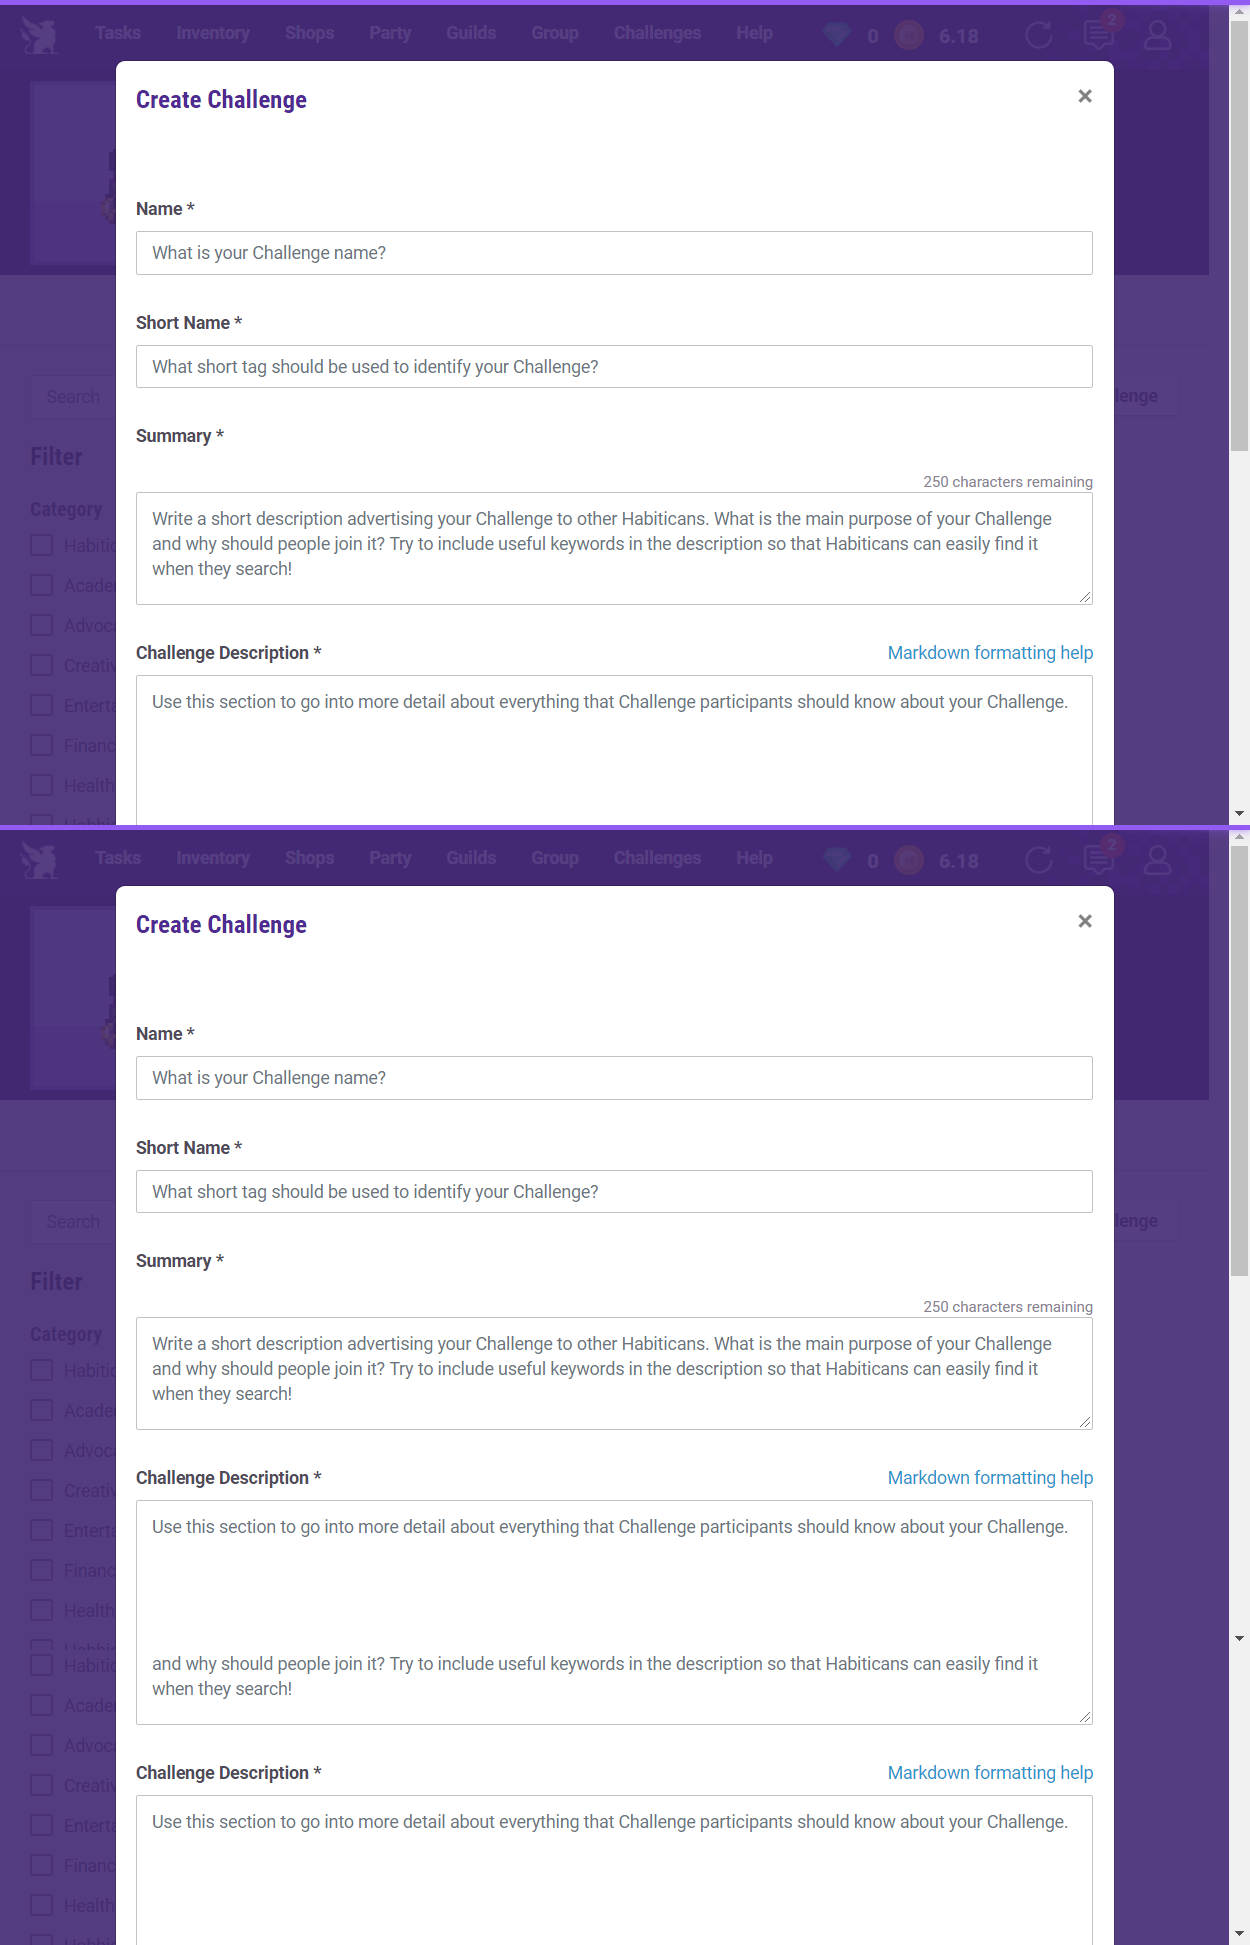 Tasks Inventory Shops Party Guilds Group Challenges Help 0 6.18 2
Create Challenge ×
Name *
What is your Challenge name?
Short Name *
What short tag should be used to identify your Challenge?
Search
lenge
Summary *
Filter
250 characters remaining
Category
Write a short description advertising your Challenge to other Habiticans. What is the main purpose of your Challenge
and why should people join it? Try to include useful keywords in the description so that Habiticans can easily find it
when they search!
Habitic
Acade
Advoca
Challenge Description * Markdown formatting help
Creativ
Use this section to go into more detail about everything that Challenge participants should know about your Challenge.
Enterta
Financ
Health
Tasks Inventory Shops Party Guilds Group Challenges Help 0 6.18 2
Create Challenge ×
Name *
What is your Challenge name?
Short Name *
What short tag should be used to identify your Challenge?
Search
lenge
Summary *
Filter
250 characters remaining
Category
Write a short description advertising your Challenge to other Habiticans. What is the main purpose of your Challenge
and why should people join it? Try to include useful keywords in the description so that Habiticans can easily find it
when they search!
Habitic
Acade
Advoca
Challenge Description * Markdown formatting help
Creativ
Use this section to go into more detail about everything that Challenge participants should know about your Challenge.
Enterta
Financ
Health
and why should people join it? Try to include useful keywords in the description so that Habiticans can easily find it
when they search!
Habitic
Acade
Advoca
Challenge Description * Markdown formatting help
Creativ
Use this section to go into more detail about everything that Challenge participants should know about your Challenge.
Enterta
Financ
Health